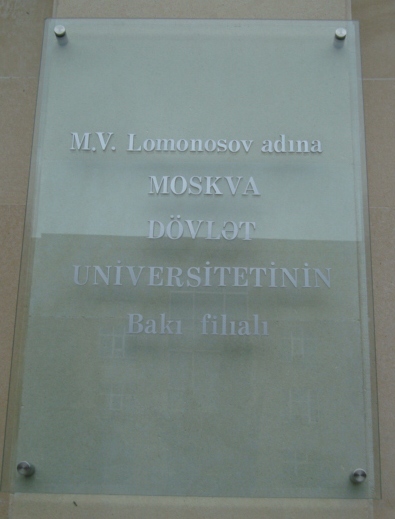 M.V. Lomonosov adına
MOSKVA
DÖVLƏT
UNİVERSİTETİNİN
Bakı filialı